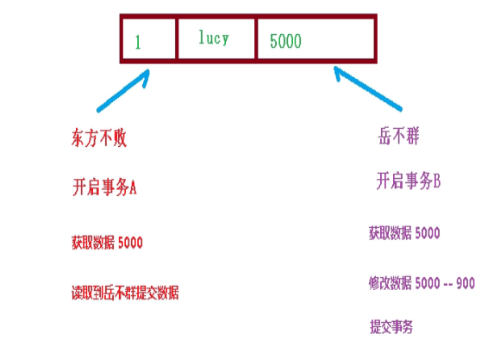 1 lucy 5000
东方不败
开启事务A
获取数据 5000
读取到岳不群提交数据
岳不群
开启事务B
获取数据 5000
修改数据 5000 -- 900
提交事务